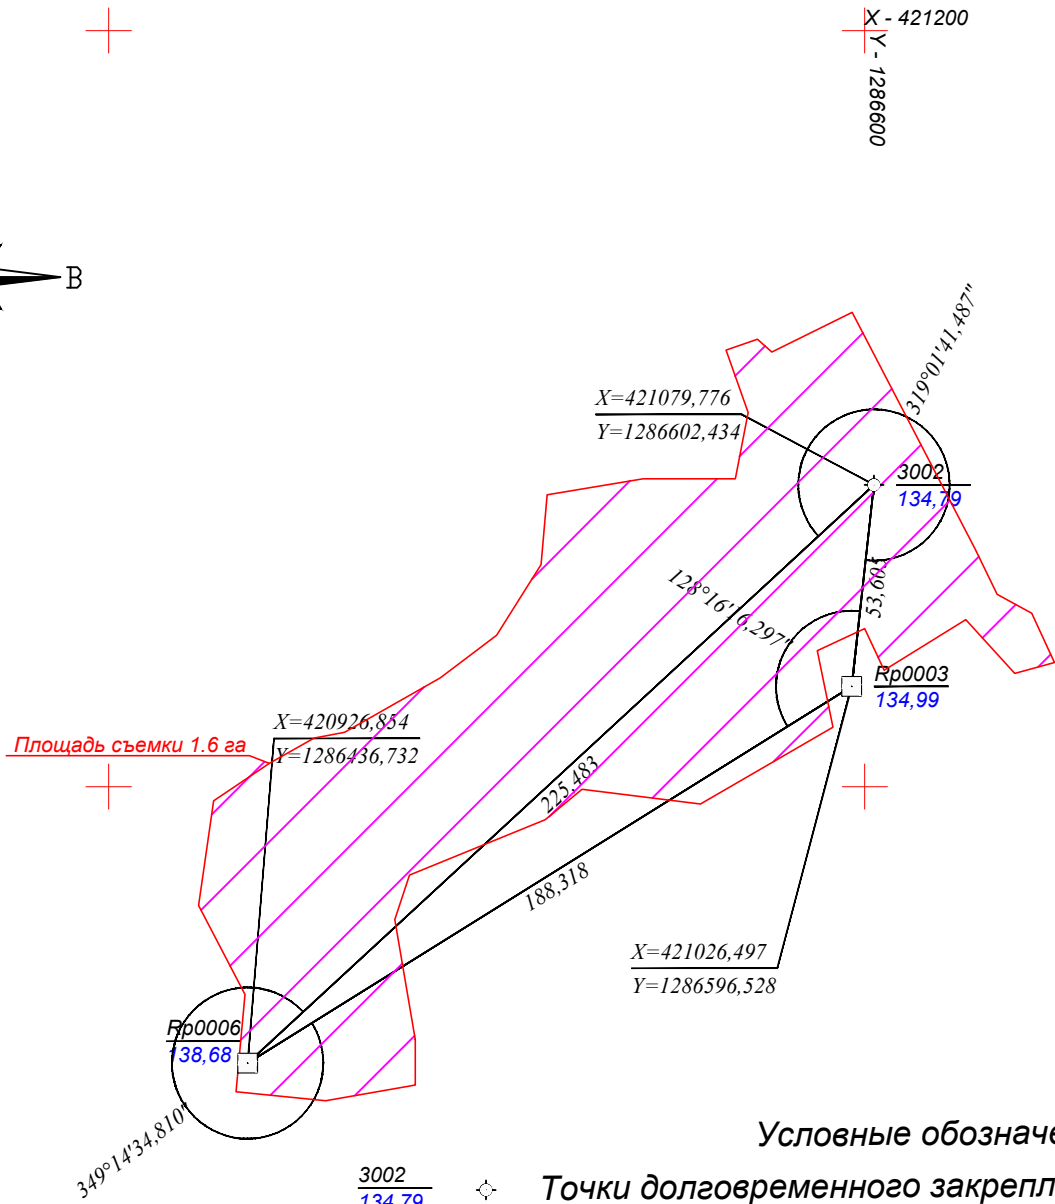 X - 421200
Y - 1286600
В
319°01'41,487"
X=421079,776
Y=1286602,434
3002
134,79
128°16'16,297"
53,605
Rp0003
134,99
X=420926,854
Y=1286436,732
Площадь съемки 1.6 га
225,483
188,318
X=421026,497
Y=1286596,528
Rp0006
138,68
349°14'34,810"
Условные обозначе
3002
134,79
Точки долговременного закрепл